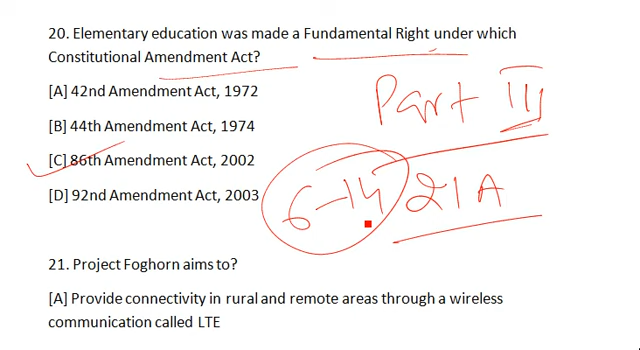 20. Elementary education was made a Fundamental Right under which
Constitutional Amendment Act?
[A] 42nd Amendment Act, 1972
[B] 44th Amendment Act, 1974
[C] 86th Amendment Act, 2002
[D] 92nd Amendment Act, 2003
Part III
6-14 21A
21. Project Foghorn aims to?
[A] Provide connectivity in rural and remote areas through a wireless
communication called LTE